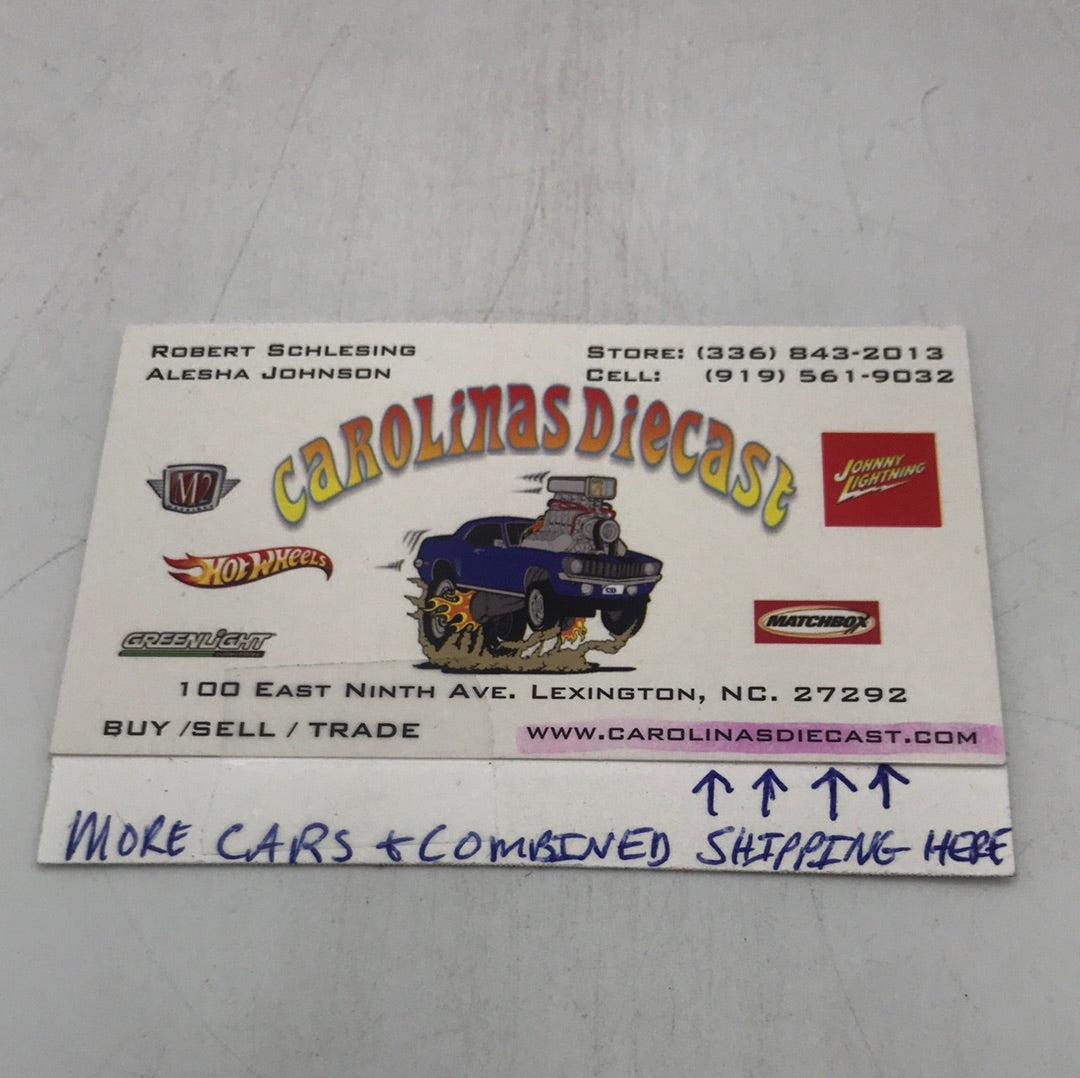 ROBERT SCHLESING
ALESHA JOHNSON
STORE: (336) 843-2013
CELL: (919) 561-9032
CAROLINAS DIECAST
M2
JOHNNY LIGHTNING
HOT WHEELS
CD
MATCHBOX
GREENLIGHT
100 EAST NINTH AVE. LEXINGTON, NC. 27292
BUY /SELL / TRADE
WWW.CAROLINASDIECAST.COM
↑ ↑ ↑ ↑
MORE CARS + COMBINED SHIPPING HERE